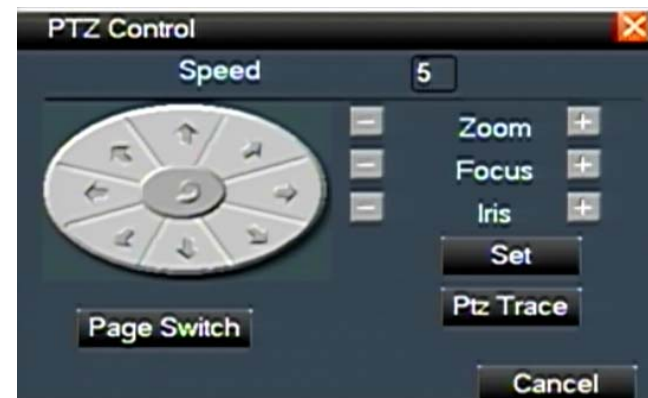 PTZ Control
Speed 5
Zoom
Focus
Iris
Set
Ptz Trace
Page Switch
Cancel